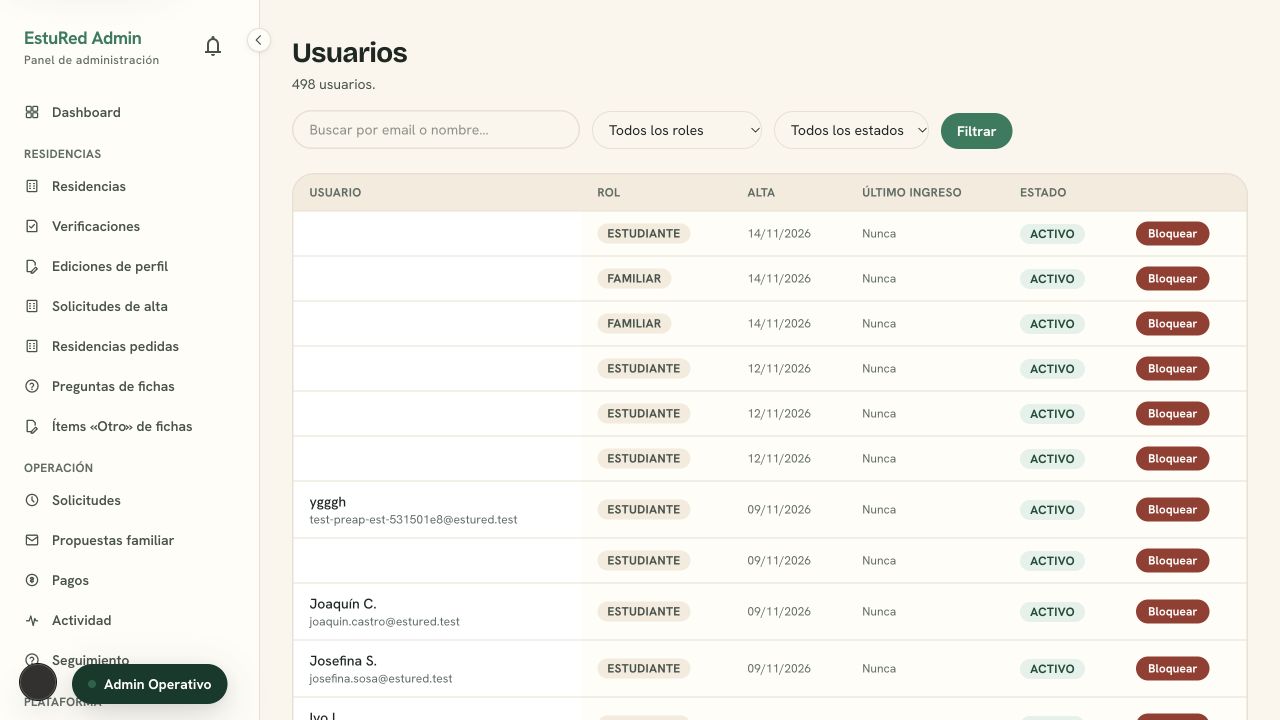 EstuRed Admin
Panel de administración
Dashboard
RESIDENCIAS
Residencias
Verificaciones
Ediciones de perfil
Solicitudes de alta
Residencias pedidas
Preguntas de fichas
Ítems «Otro» de fichas
OPERACIÓN
Solicitudes
Propuestas familiar
Pagos
Actividad
Seguimiento
Admin Operativo
PLATAFORMA
Usuarios
498 usuarios.
Buscar por email o nombre...
Todos los roles
Todos los estados
Filtrar
USUARIO ROL ALTA ÚLTIMO INGRESO ESTADO
ESTUDIANTE 14/11/2026 Nunca ACTIVO Bloquear
FAMILIAR 14/11/2026 Nunca ACTIVO Bloquear
FAMILIAR 14/11/2026 Nunca ACTIVO Bloquear
ESTUDIANTE 12/11/2026 Nunca ACTIVO Bloquear
ESTUDIANTE 12/11/2026 Nunca ACTIVO Bloquear
ESTUDIANTE 12/11/2026 Nunca ACTIVO Bloquear
ygggh
test-preap-est-531501e8@estured.test
ESTUDIANTE 09/11/2026 Nunca ACTIVO Bloquear
ESTUDIANTE 09/11/2026 Nunca ACTIVO Bloquear
Joaquín C.
joaquin.castro@estured.test
ESTUDIANTE 09/11/2026 Nunca ACTIVO Bloquear
Josefina S.
josefina.sosa@estured.test
ESTUDIANTE 09/11/2026 Nunca ACTIVO Bloquear